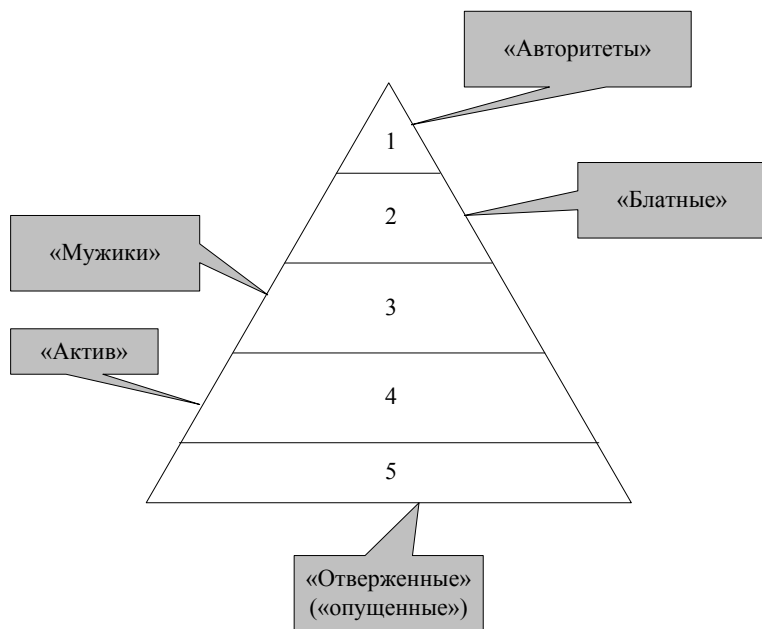 «Авторитеты»
1
«Блатные»
2
«Мужики»
3
«Актив»
4
5
«Отверженные»
(«опущенные»)